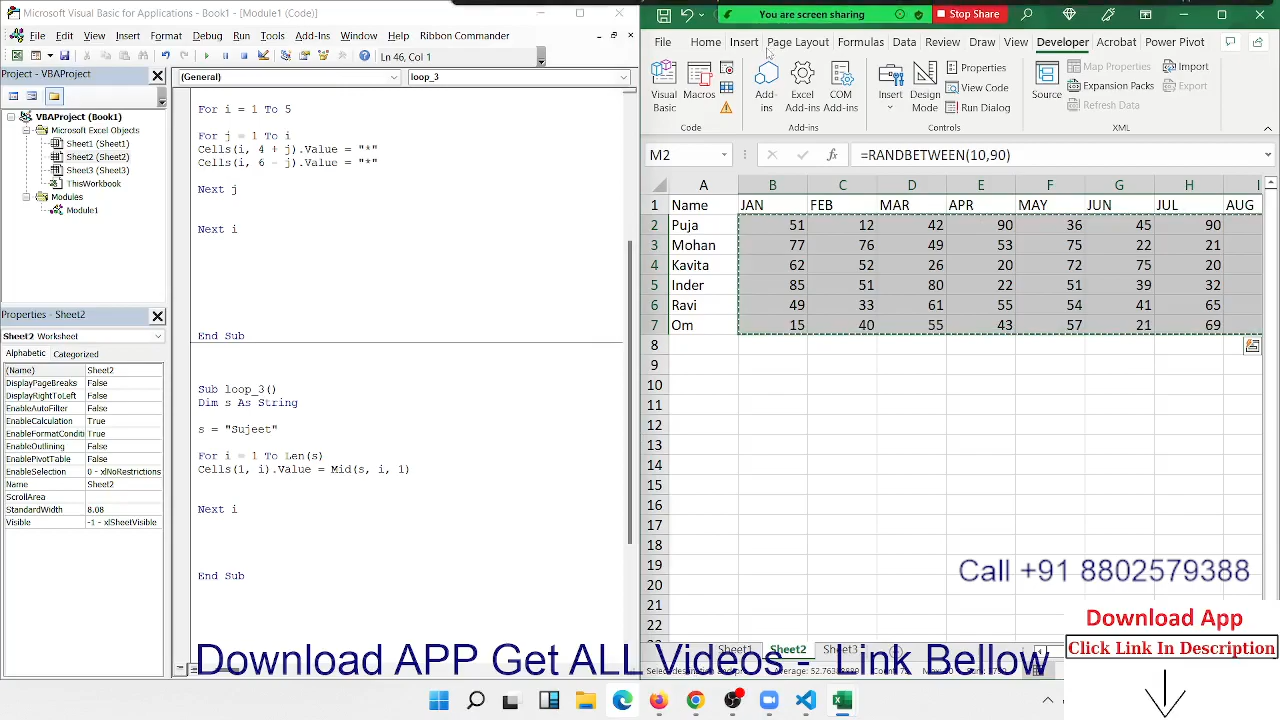 Microsoft Visual Basic for Applications - Book1 - [Module1 (Code)]
File Edit View Insert Format Debug Run Tools Add-Ins Window Help Ribbon Commander
Ln 46, Col 1
Project - VBAProject
VBAProject (Book1)
Microsoft Excel Objects
Sheet1 (Sheet1)
Sheet2 (Sheet2)
Sheet3 (Sheet3)
ThisWorkbook
Modules
Module1
Properties - Sheet2
Sheet2 Worksheet
Alphabetic Categorized
(Name) Sheet2
DisplayPageBreaks False
DisplayRightToLeft False
EnableAutoFilter False
EnableCalculation True
EnableFormatConditi True
EnableOutlining False
EnablePivotTable False
EnableSelection 0 - xlNoRestrictions
Name Sheet2
ScrollArea
StandardWidth 8.08
Visible -1 - xlSheetVisible
(General) loop_3
For i = 1 To 5
For j = 1 To i
Cells(i, 4 + j).Value = "*"
Cells(i, 6 - j).Value = "*"
Next j
Next i
End Sub
Sub loop_3()
Dim s As String
s = "Sujeet"
For i = 1 To Len(s)
Cells(1, i).Value = Mid(s, i, 1)
Next i
End Sub
You are screen sharing Stop Share
File Home Insert Page Layout Formulas Data Review Draw View Developer Acrobat Power Pivot
Visual Basic
Macros
Add-ins
Excel Add-ins
COM Add-ins
Insert
Design Mode
Properties
View Code
Run Dialog
Source
Map Properties
Expansion Packs
Refresh Data
Import
Export
Code Add-ins Controls XML
M2 =RANDBETWEEN(10,90)
A B C D E F G H I
1 Name JAN FEB MAR APR MAY JUN JUL AUG
2 Puja 51 12 42 90 36 45 90
3 Mohan 77 76 49 53 75 22 21
4 Kavita 62 52 26 20 72 75 20
5 Inder 85 51 80 22 51 39 32
6 Ravi 49 33 61 55 54 41 65
7 Om 15 40 55 43 57 21 69
8
9
10
11
12
13
14
15
16
17
18
19
20
21
22
Sheet1 Sheet2 Sheet3
Call +91 8802579388
Download App
Click Link In Description
Download APP Get ALL Videos - Link Bellow